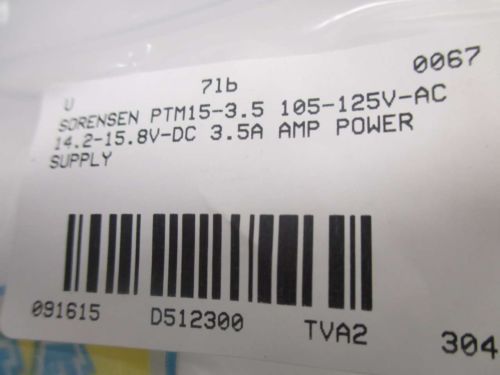 7lb 0067
U
SORENSEN PTM15-3.5 105-125V-AC
14.2-15.8V-DC 3.5A AMP POWER
SUPPLY
091615 D512300 TVA2 304